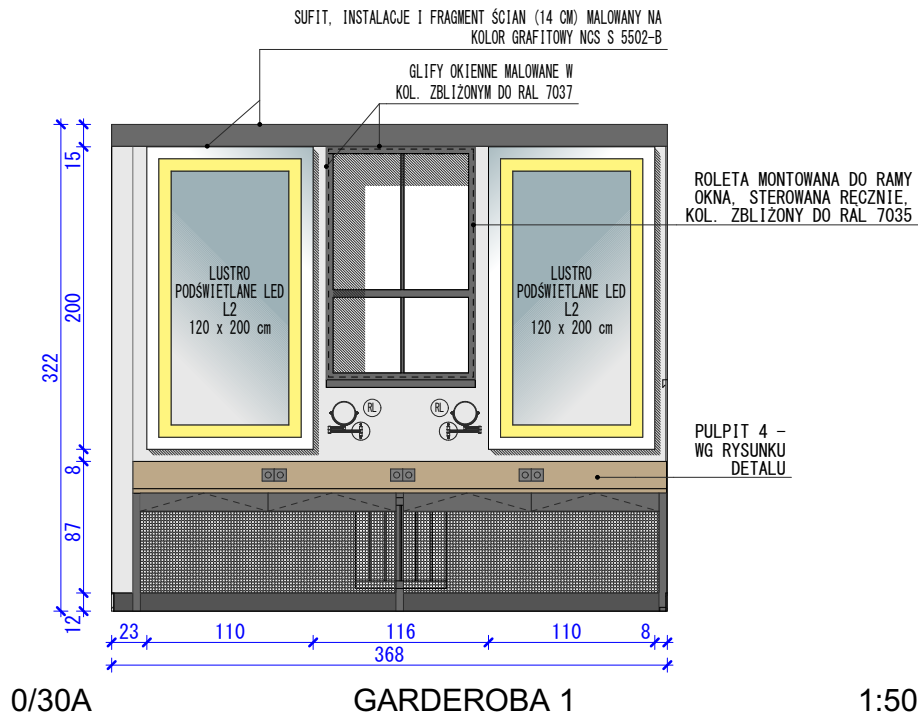 SUFIT, INSTALACJE I FRAGMENT ŚCIAN (14 CM) MALOWANY NA
KOLOR GRAFITOWY NCS S 5502-B
GLIFY OKIENNE MALOWANE W
KOL. ZBLIŻONYM DO RAL 7037
ROLETA MONTOWANA DO RAMY
OKNA, STEROWANA RĘCZNIE,
KOL. ZBLIŻONY DO RAL 7035
LUSTRO
PODŚWIETLANE LED
L2
120 x 200 cm
LUSTRO
PODŚWIETLANE LED
L2
120 x 200 cm
RL
RL
PULPIT 4 –
WG RYSUNKU
DETALU
15
200
322
8
87
12
23
110
116
110
8
368
0/30A
GARDEROBA 1
1:50